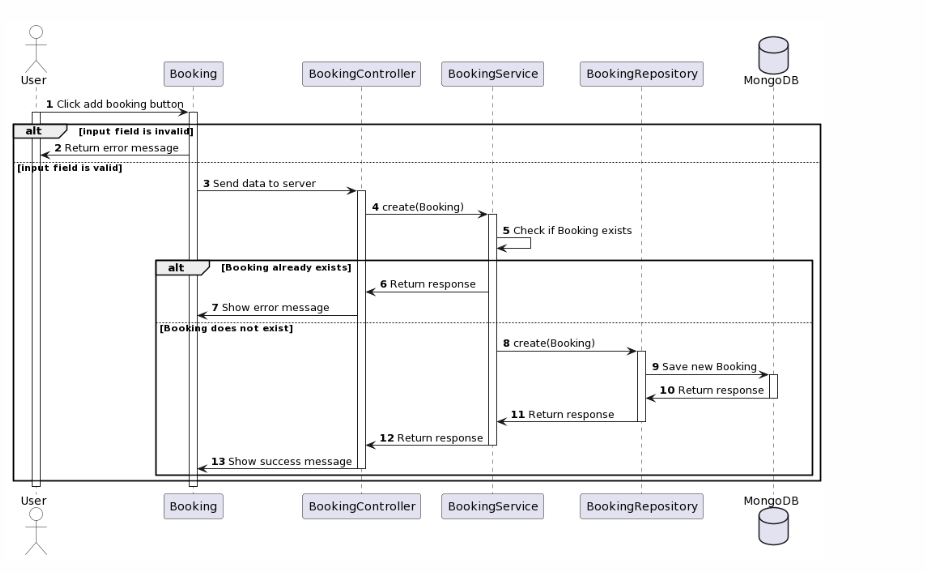 User
Booking
BookingController
BookingService
BookingRepository
MongoDB
1 Click add booking button
alt [input field is invalid]
2 Return error message
[input field is valid]
3 Send data to server
4 create(Booking)
5 Check if Booking exists
alt [Booking already exists]
6 Return response
7 Show error message
[Booking does not exist]
8 create(Booking)
9 Save new Booking
10 Return response
11 Return response
12 Return response
13 Show success message
User
Booking
BookingController
BookingService
BookingRepository
MongoDB